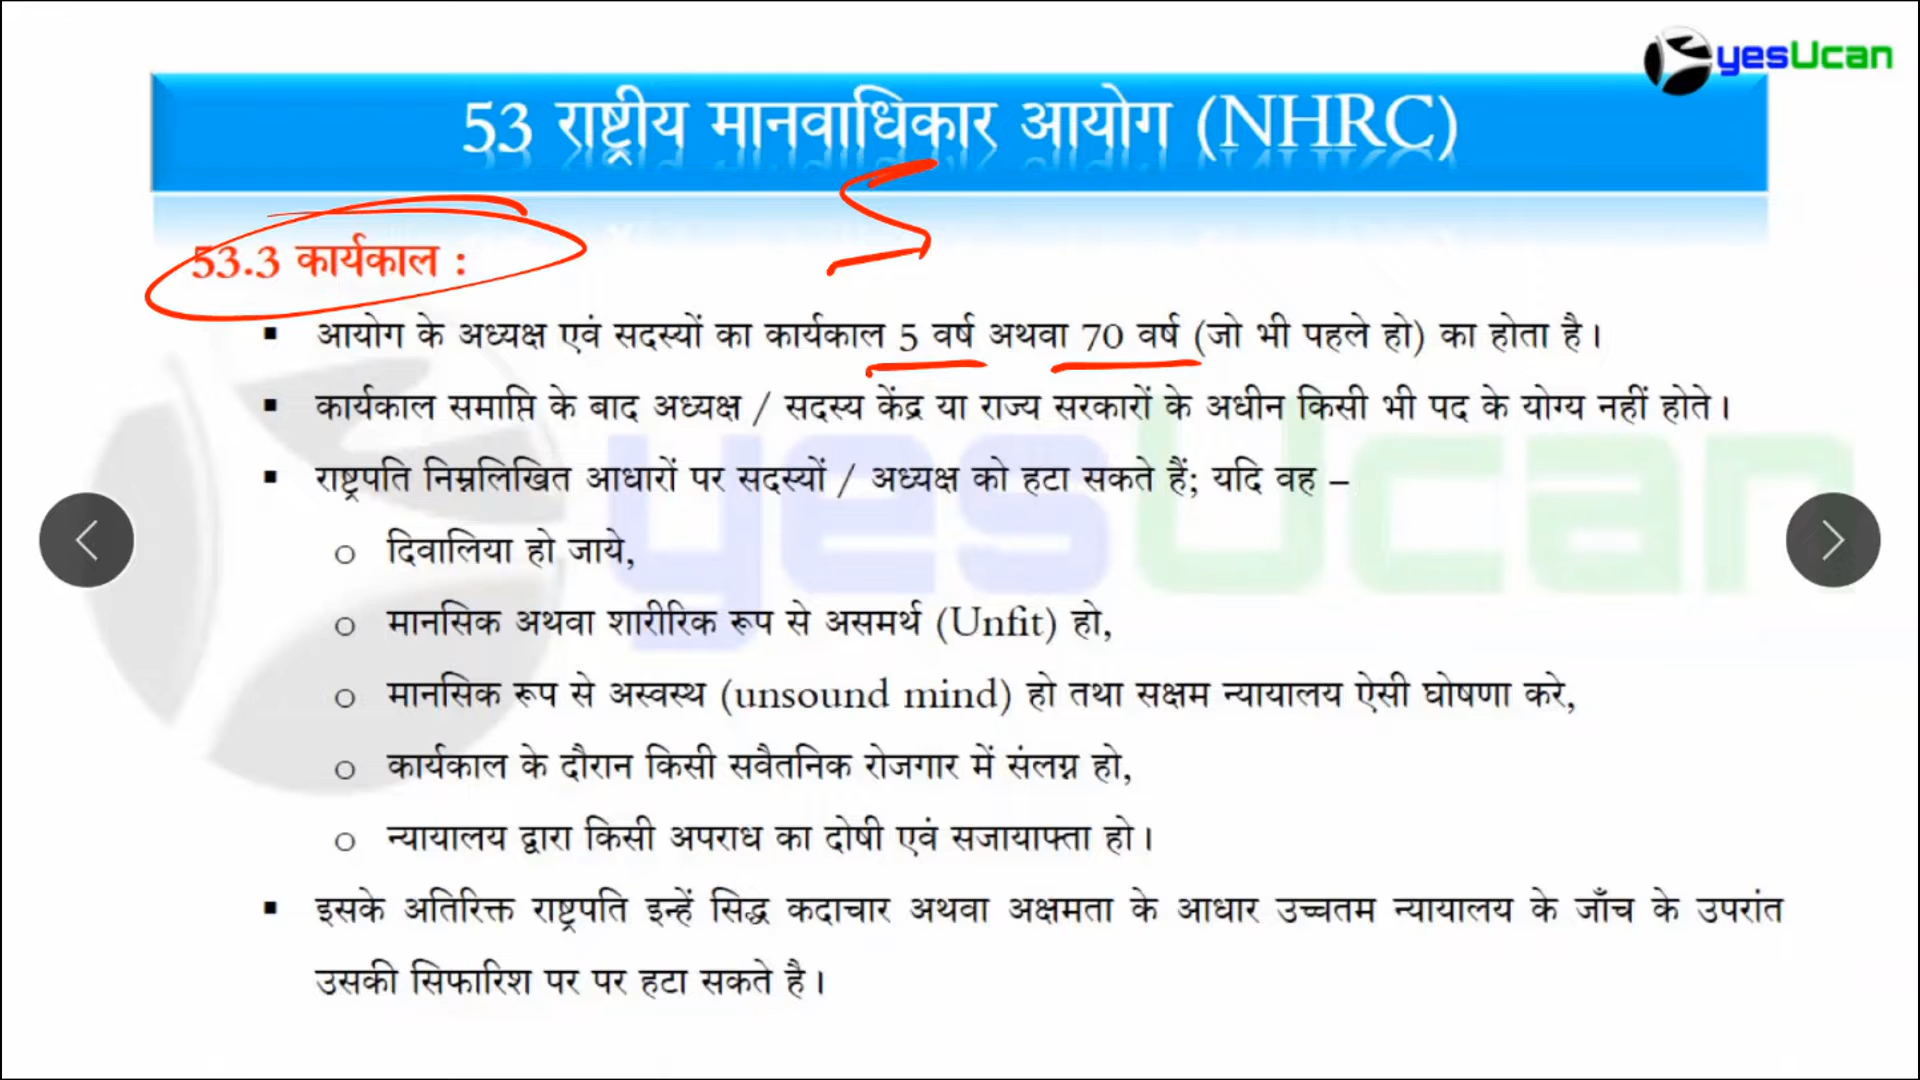 yesUcan
53 राष्ट्रीय मानवाधिकार आयोग (NHRC)
53.3 कार्यकाल :
▪ आयोग के अध्यक्ष एवं सदस्यों का कार्यकाल 5 वर्ष अथवा 70 वर्ष (जो भी पहले हो) का होता है।
▪ कार्यकाल समाप्ति के बाद अध्यक्ष / सदस्य केंद्र या राज्य सरकारों के अधीन किसी भी पद के योग्य नहीं होते।
▪ राष्ट्रपति निम्नलिखित आधारों पर सदस्यों / अध्यक्ष को हटा सकते हैं; यदि वह –
o दिवालिया हो जाये,
o मानसिक अथवा शारीरिक रूप से असमर्थ (Unfit) हो,
o मानसिक रूप से अस्वस्थ (unsound mind) हो तथा सक्षम न्यायालय ऐसी घोषणा करे,
o कार्यकाल के दौरान किसी सवैतनिक रोजगार में संलग्न हो,
o न्यायालय द्वारा किसी अपराध का दोषी एवं सजायाफ्ता हो।
▪ इसके अतिरिक्त राष्ट्रपति इन्हें सिद्ध कदाचार अथवा अक्षमता के आधार उच्चतम न्यायालय के जाँच के उपरांत
उसकी सिफारिश पर पर हटा सकते है।
yesUcan